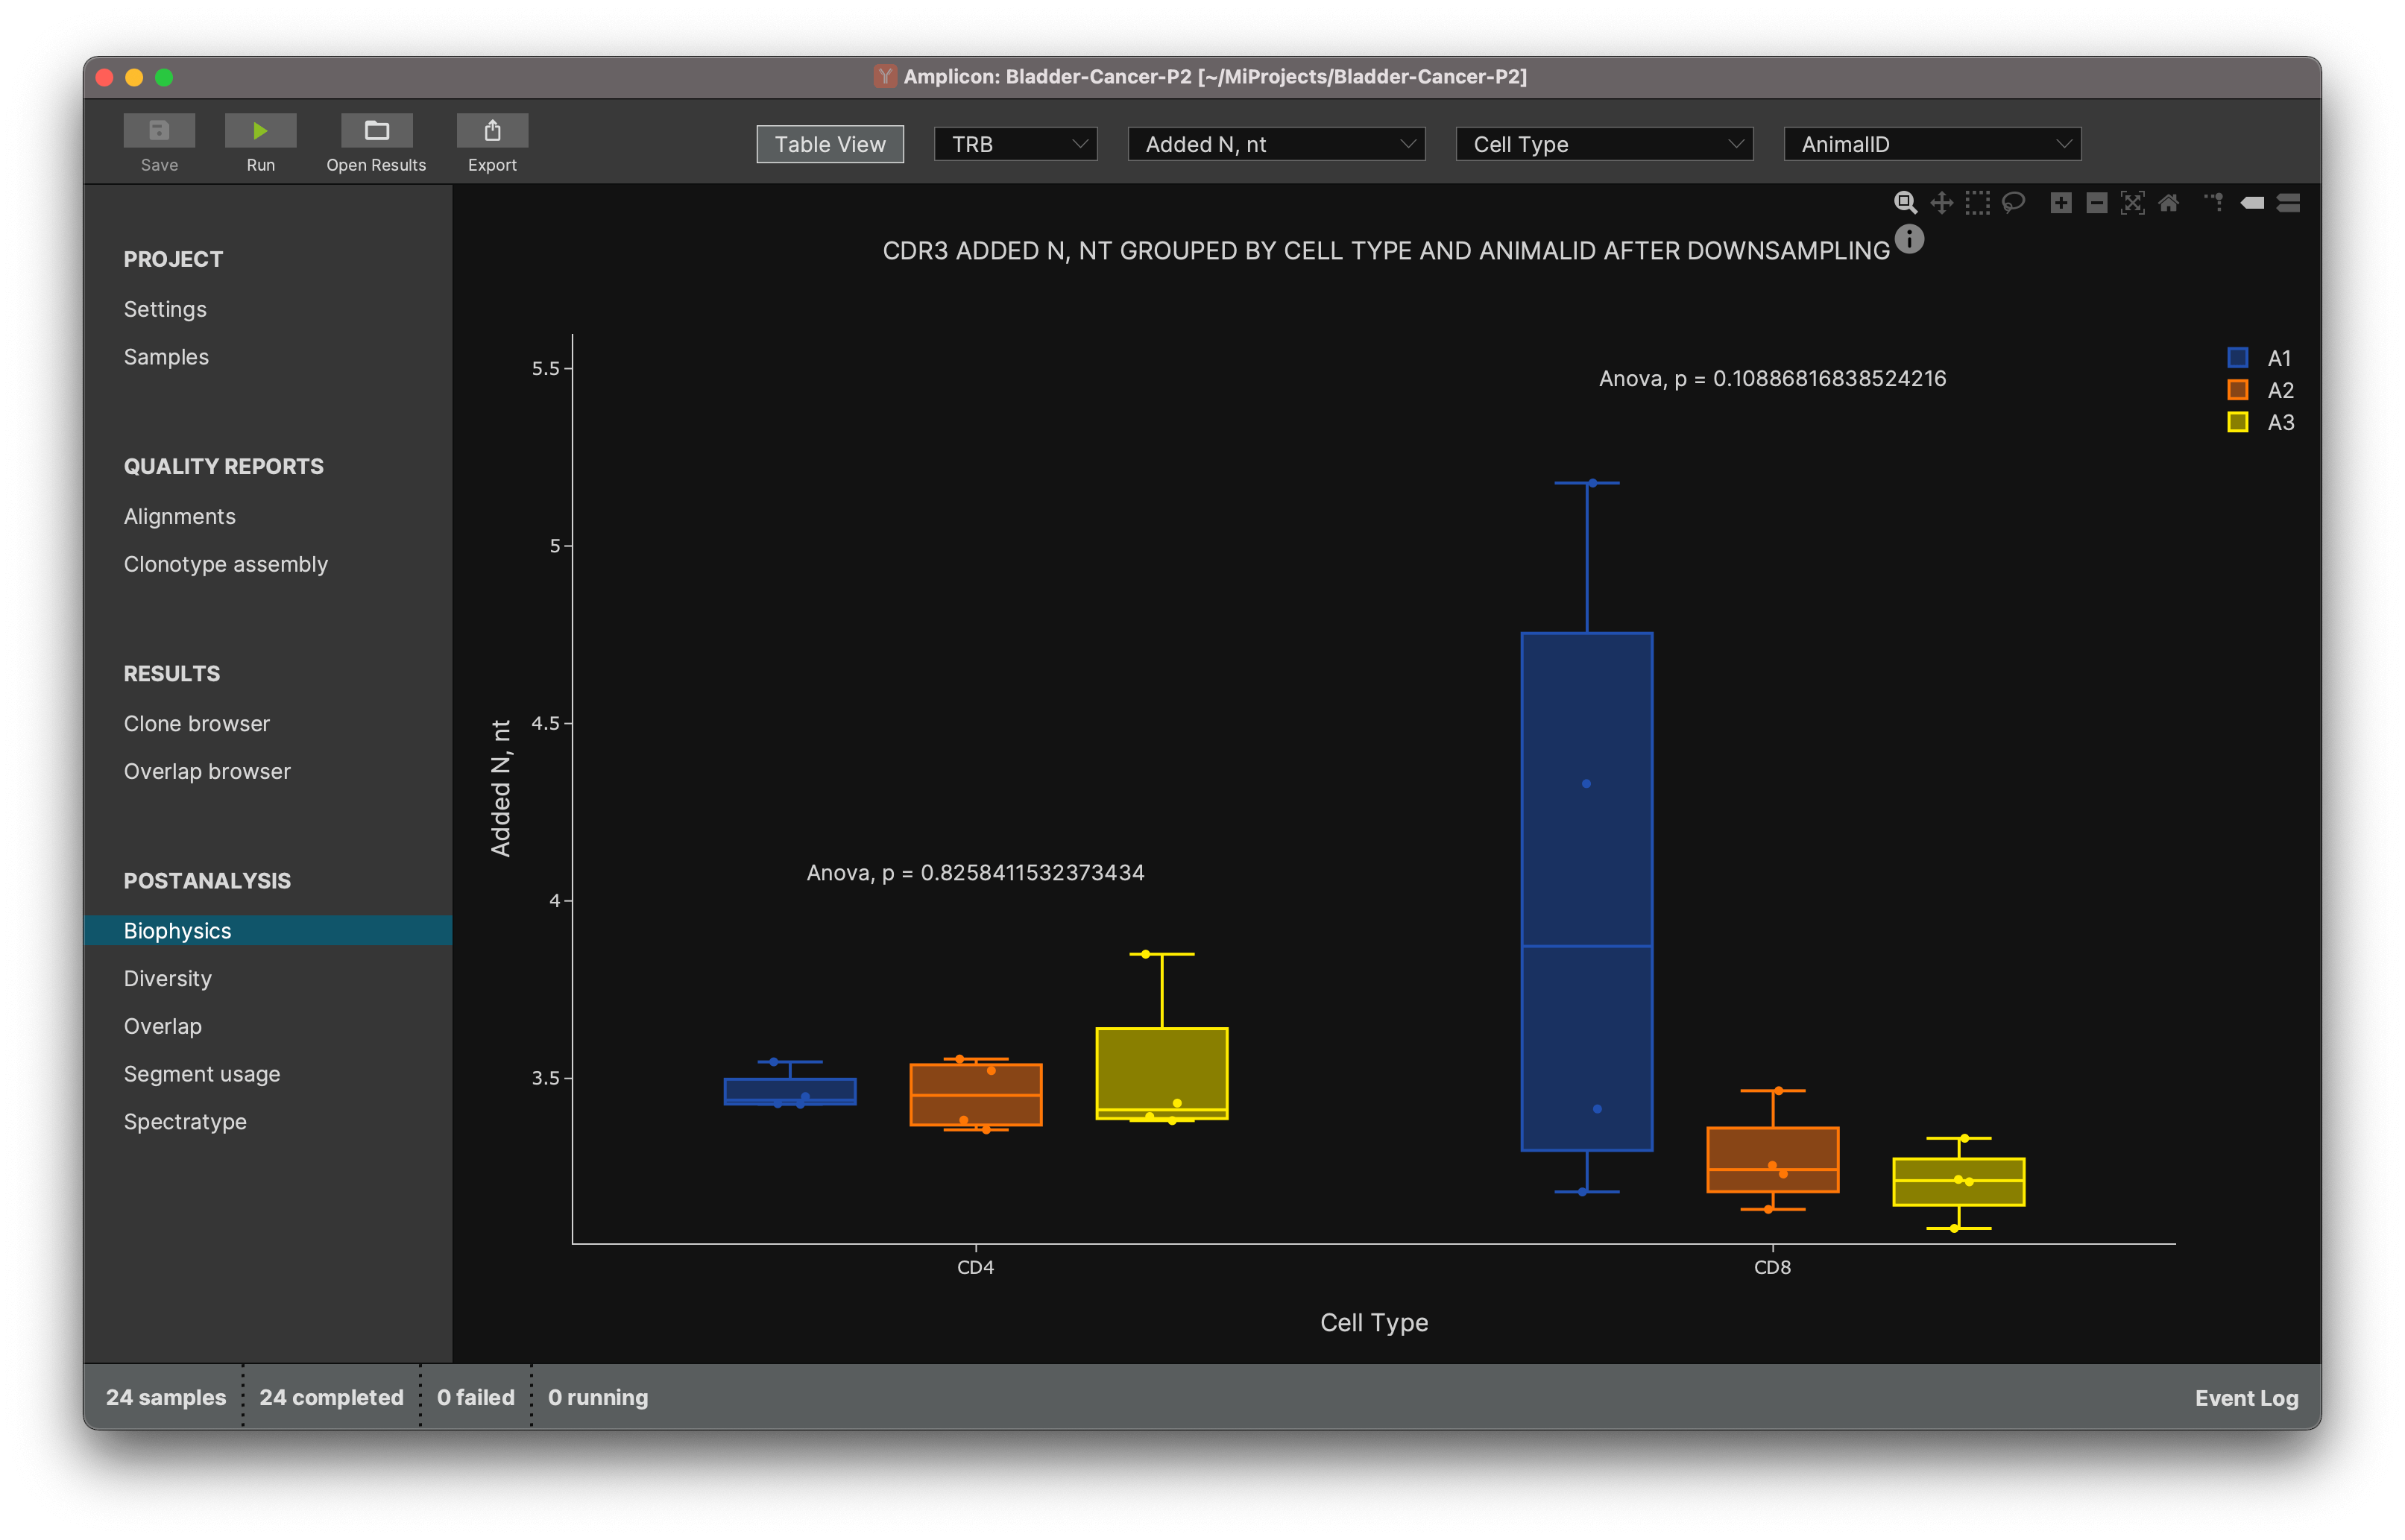 Amplicon: Bladder-Cancer-P2 [~/MiProjects/Bladder-Cancer-P2]
Save
Run
Open Results
Export
Table View
TRB
Added N, nt
Cell Type
AnimalID
PROJECT
Settings
Samples
QUALITY REPORTS
Alignments
Clonotype assembly
RESULTS
Clone browser
Overlap browser
POSTANALYSIS
Biophysics
Diversity
Overlap
Segment usage
Spectratype
CDR3 ADDED N, NT GROUPED BY CELL TYPE AND ANIMALID AFTER DOWNSAMPLING
5.5
5
4.5
4
3.5
Added N, nt
Anova, p = 0.8258411532373434
Anova, p = 0.10886816838524216
A1
A2
A3
CD4
CD8
Cell Type
24 samples
24 completed
0 failed
0 running
Event Log